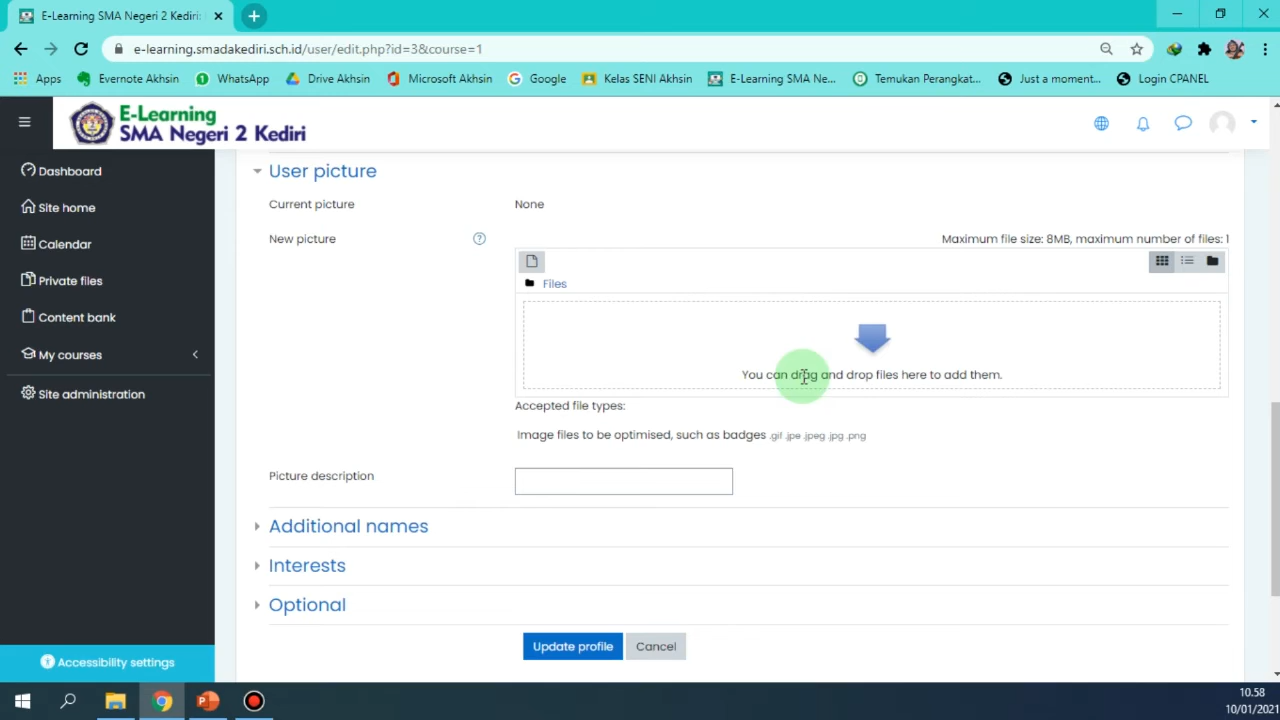 E-Learning SMA Negeri 2 Kediri:
e-learning.smadakediri.sch.id/user/edit.php?id=3&course=1
Apps
Evernote Akhsin
WhatsApp
Drive Akhsin
Microsoft Akhsin
Google
Kelas SENI Akhsin
E-Learning SMA Ne...
Temukan Perangkat...
Just a moment...
Login CPANEL
E-Learning
SMA Negeri 2 Kediri
Dashboard
Site home
Calendar
Private files
Content bank
My courses
Site administration
Accessibility settings
User picture
Current picture
None
New picture
Maximum file size: 8MB, maximum number of files: 1
Files
You can drag and drop files here to add them.
Accepted file types:
Image files to be optimised, such as badges .gif .jpe .jpeg .jpg .png
Picture description
Additional names
Interests
Optional
Update profile
Cancel
10.58
10/01/2021